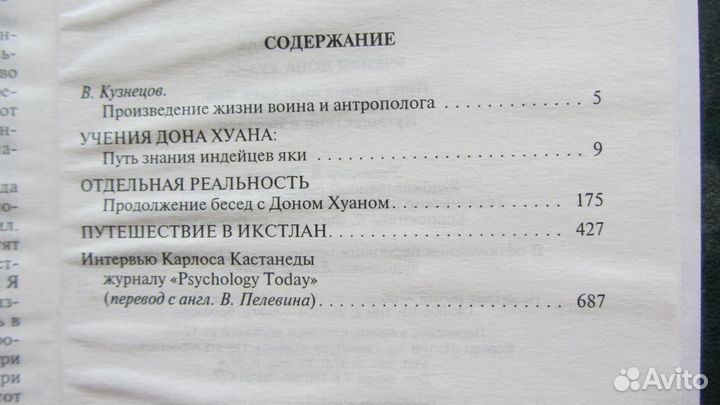 СОДЕРЖАНИЕ
В. Кузнецов.
Произведение жизни воина и антрополога . . . . . . . . . . . . . 5
УЧЕНИЯ ДОНА ХУАНА:
Путь знания индейцев яки . . . . . . . . . . . . . . . . . . . . . . . . . . 9
ОТДЕЛЬНАЯ РЕАЛЬНОСТЬ
Продолжение бесед с Доном Хуаном. . . . . . . . . . . . . . . . 175
ПУТЕШЕСТВИЕ В ИКСТЛАН. . . . . . . . . . . . . . . . . . . . . . 427
Интервью Карлоса Кастанеды
журналу «Psychology Today»
(перевод с англ. В. Пелевина) . . . . . . . . . . . . . . . . . . . . . . 687
Avito